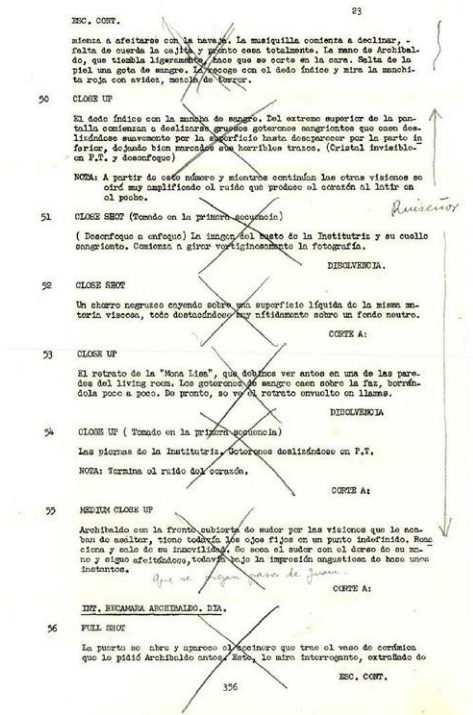 23
ESC. CONT.
mienza a afeitarse con la navaja. La musiquilla comienza a declinar, -
falta de cuerda la cajita y pronto cesa totalmente. La mano de Archibal-
do, que tiembla ligeramente, hace que se corte en la cara. Salta de la
piel una gota de sangre. La recoge con el dedo índice y mira la manchi-
ta roja con avidez, mezcla de terror.
50 CLOSE UP
El dedo índice con la mancha de sangre. Del extremo superior de la pan-
talla comienzan a deslizarse gruesos goterones sangrientos que caen des-
lizándose suavemente por la superficio hasta desaparecer por la parte in
ferior, dejando bien marcados sus horribles trazos. (Cristal invisible-
en P.T. y desenfoque)
NOTA: A partir de este número y mientras continúan las otras visiones se
oirá muy amplificado el ruido que produce el corazón al latir en
el pecho.
Ruiseñor
51 CLOSE SHOT (Tomado en la primera secuencia)
( Desenfoque a enfoque) La imagen del busto de la Institutriz y su cuello
sangriento. Comienza a girar vertiginosamente la fotografía.
DISOLVENCIA.
52 CLOSE SHOT
Un chorro negruzco cayendo sobre una superficie líquida de la misma ma-
teria viscosa, todo destacándose muy nítidamente sobre un fondo neutro.
CORTE A:
53 CLOSE UP
El retrato de la "Mona Lisa", que debimos ver antes en una de las pare-
des del living room. Los goterones de sangre caen sobre la faz, borrán-
dola poco a poco. De pronto, se ve el retrato envuelto en llamas.
DISOLVENCIA
54 CLOSE UP ( Tomado en la primera secuencia)
Las piernas de la Institutriz. Goterones deslizándose en P.T.
NOTA: Termina el ruido del corazón.
CORTE A:
55 MEDIUM CLOSE UP
Archibaldo con la frente cubierta de sudor por las visiones que le aca-
ban de asaltar, tiene todavía los ojos fijos en un punto indefinido. Reac
ciona y sale de su inmovilidad. Se seca el sudor con el dorso de su ma-
no y sigue afeitándose, todavía bajo la impresión angustiosa de hace unos
instantes.
Que se oigan pasos de
CORTE A:
INT. RECAMARA ARCHIBALDO. DIA.
56 FULL SHOT
La puerta se abre y aparece el cocinero que trae el vaso de cerámica
que le pidió Archibaldo antes. Este, lo mira interrogante, extrañado de
ESC. CONT.
356